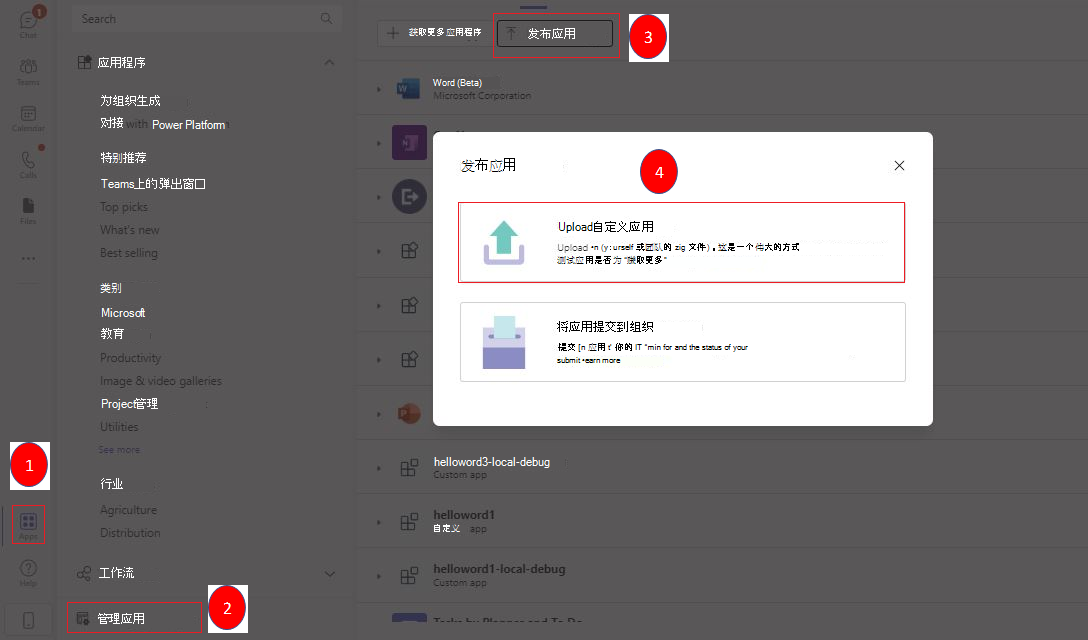 1
Chat
Teams
Calendar
Calls
Files
1
Apps
Help
Search
应用程序
为组织生成
对接 with Power Platform
特别推荐
Teams上的弹出窗口
Top picks
What's new
Best selling
类别
Microsoft
教育
Productivity
Image & video galleries
Project管理
Utilities
See more
行业
Agriculture
Distribution
工作流
管理应用
2
获取更多应用程序
发布应用
3
Word (Beta)
Microsoft Corporation
发布应用
4
Upload自定义应用
Upload •n (y:urself 或团队的 zig 文件)。这是一个伟大的方式
测试应用是否为 "获取更多"
将应用提交到组织
提交 [n 应用 t' 你的 IT "min for and the status of your
submit •earn more
helloword3-local-debug
Custom app
helloword1
自定义 app
helloword1-local-debug
Custom app
Tasks by Planner and To Do